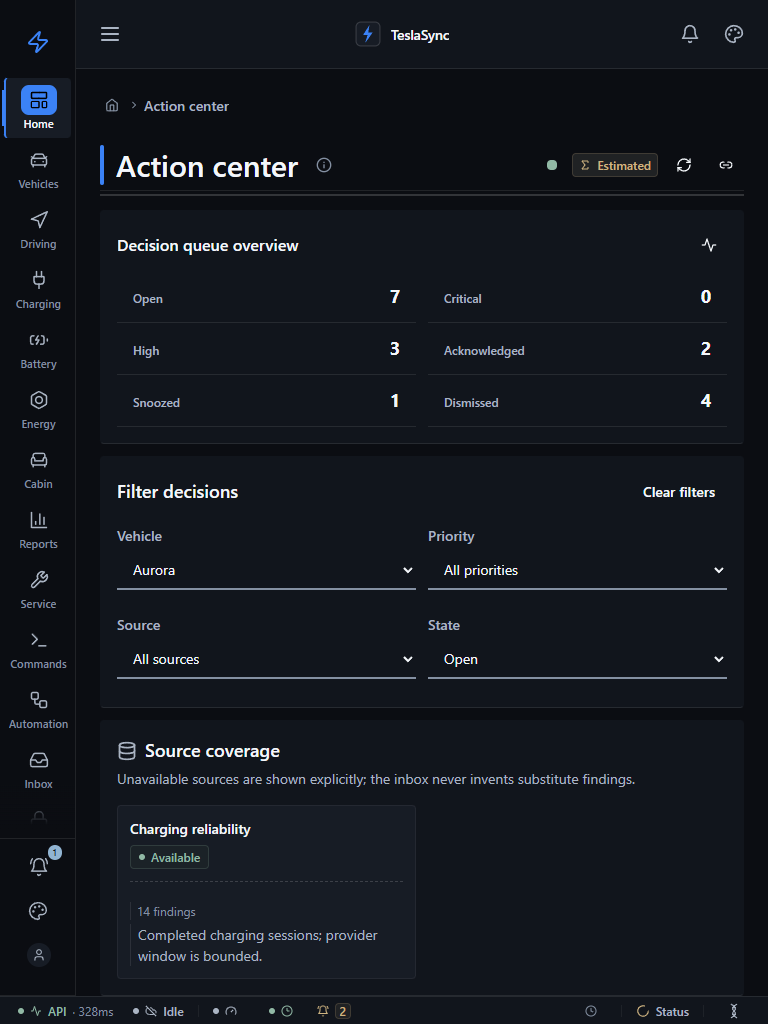 TeslaSync
Home
Vehicles
Driving
Charging
Battery
Energy
Cabin
Reports
Service
Commands
Automation
Inbox
1
Action center
Action center
Σ Estimated
Decision queue overview
Open 7
Critical 0
High 3
Acknowledged 2
Snoozed 1
Dismissed 4
Filter decisions
Clear filters
Vehicle
Priority
Aurora
All priorities
Source
State
All sources
Open
Source coverage
Unavailable sources are shown explicitly; the inbox never invents substitute findings.
Charging reliability
Available
14 findings
Completed charging sessions; provider
window is bounded.
API · 328ms
Idle
2
Status